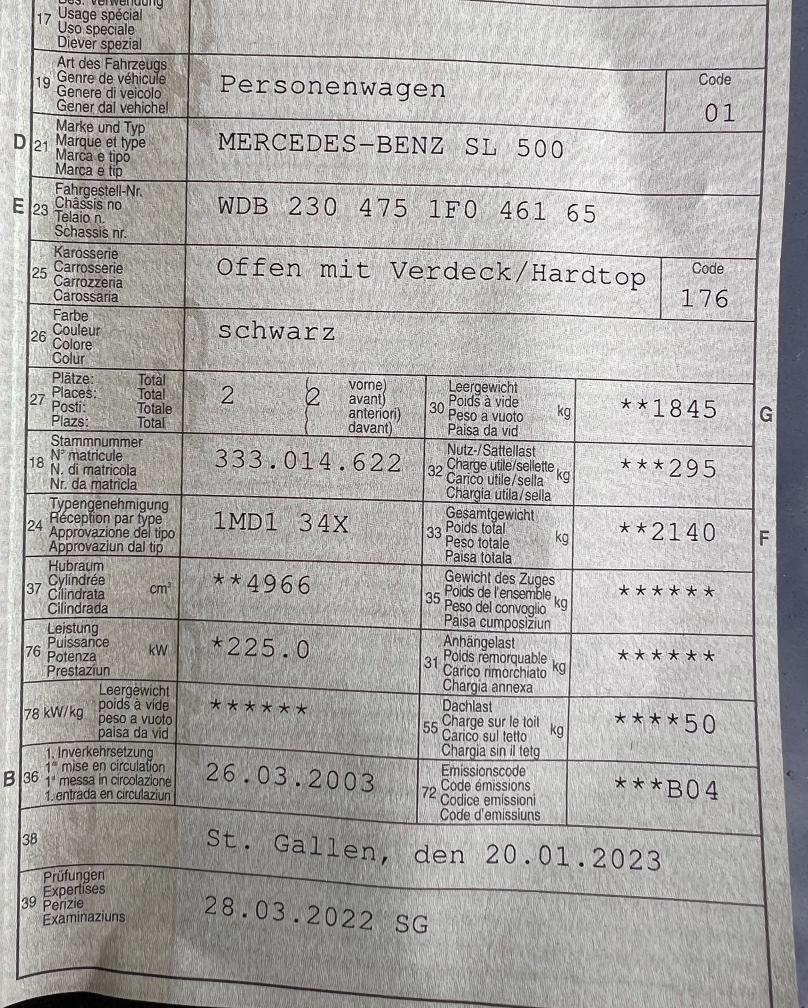 Bes. Verwendung
17 Usage spécial
Uso speciale
Diever spezial
Art des Fahrzeugs
19 Genre de véhicule
Genere di veicolo
Gener dal vehichel
Personenwagen
Code
01
Marke und Typ
D 21 Marque et type
Marca e tipo
Marca e tip
MERCEDES-BENZ SL 500
Fahrgestell-Nr.
E 23 Châssis no
Telaio n.
Schassis nr.
WDB 230 475 1F0 461 65
Karosserie
25 Carrosserie
Carrozzeria
Carossaria
Offen mit Verdeck/Hardtop
Code
176
Farbe
26 Couleur
Colore
Colur
schwarz
Plätze: Total
27 Places: Total
Posti: Totale
Plazs: Total
2 (2 vorne)
avant)
anteriori)
davant)
Leergewicht
30 Poids à vide kg
Peso a vuoto
Paisa da vid
**1845 G
Stammnummer
18 N° matricule
N. di matricola
Nr. da matricla
333.014.622
Nutz-/Sattellast
32 Charge utile/sellette kg
Carico utile/sella
Chargia utila/sella
***295
Typengenehmigung
24 Réception par type
Approvazione del tipo
Approvaziun dal tip
1MD1 34X
Gesamtgewicht
33 Poids total kg
Peso totale
Paisa totala
**2140 F
Hubraum
37 Cylindrée cm³
Cilindrata
Cilindrada
**4966
Gewicht des Zuges
35 Poids de l'ensemble kg
Peso del convoglio
Paisa cumposiziun
******
Leistung
76 Puissance kW
Potenza
Prestaziun
*225.0
Anhängelast
31 Poids remorquable kg
Carico rimorchiato
Chargia annexa
******
Leergewicht
78 kW/kg poids à vide
peso a vuoto
paisa da vid
******
Dachlast
55 Charge sur le toil kg
Carico sul tetto
Chargia sin il tetg
****50
1. Inverkehrsetzung
B 36 1re mise en circulation
1a messa in circolazione
1. entrada en circulaziun
26.03.2003
Emissionscode
72 Code émissions
Codice emissioni
Code d'emissiuns
***B04
38
St. Gallen, den 20.01.2023
Prüfungen
39 Expertises
Perizie
Examinaziuns
28.03.2022 SG